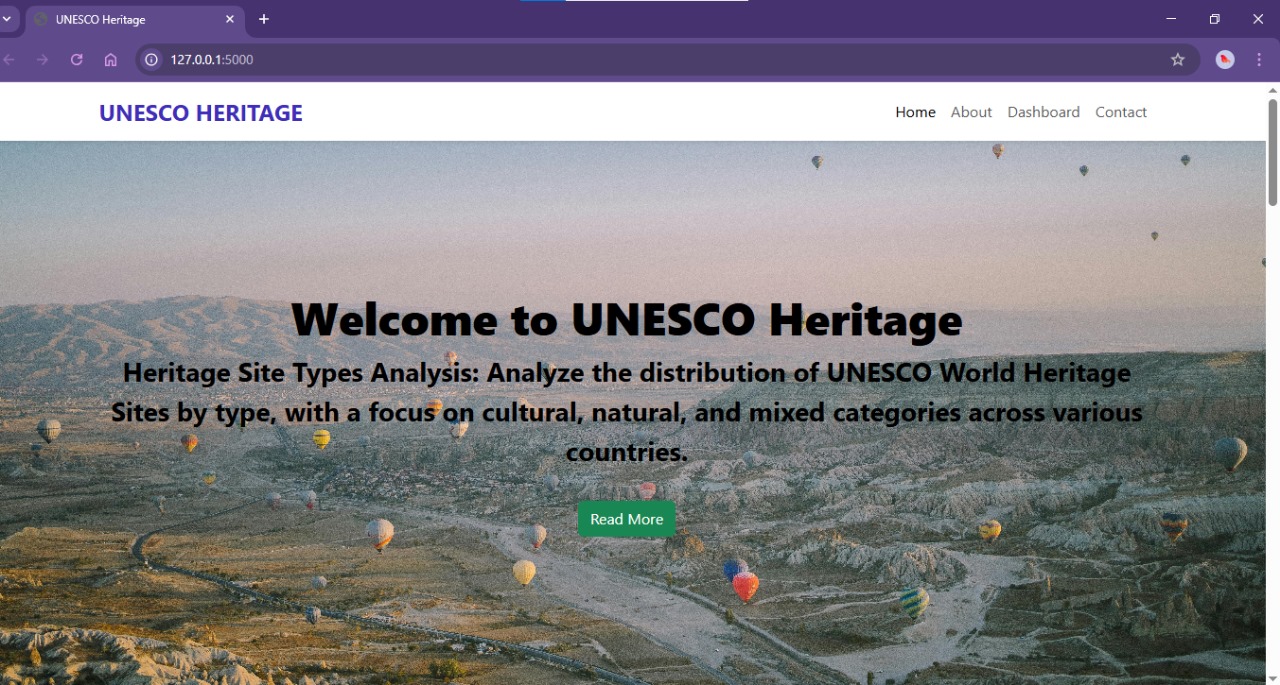 UNESCO Heritage
127.0.0.1:5000
UNESCO HERITAGE
Home About Dashboard Contact
Welcome to UNESCO Heritage
Heritage Site Types Analysis: Analyze the distribution of UNESCO World Heritage
Sites by type, with a focus on cultural, natural, and mixed categories across various
countries.
Read More